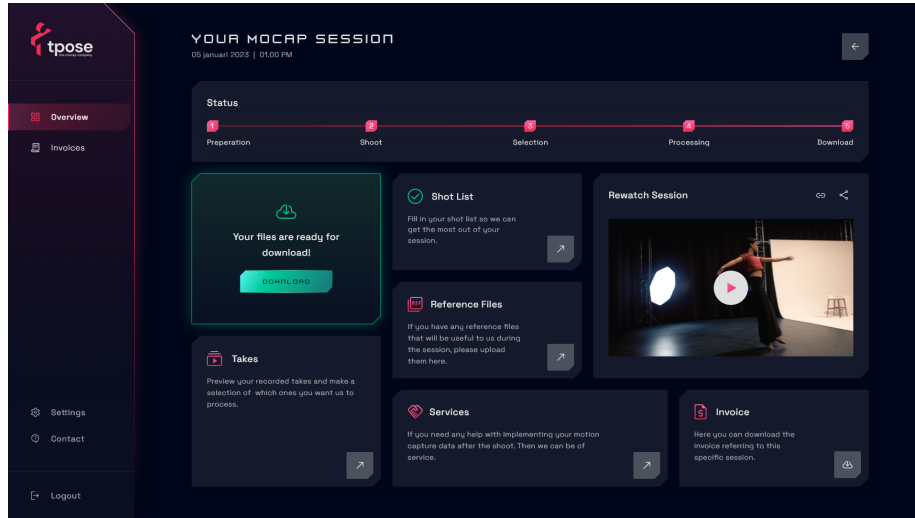 tpose
the mocap company
Overview
Invoices
Settings
Contact
Logout
YOUR MOCAP SESSION
05 januari 2023 | 01.00 PM
Status
1
2
3
4
5
Preperation
Shoot
Selection
Processing
Download
Your files are ready for
download!
DOWNLOAD
Shot List
Fill in your shot list so we can
get the most out of your
session.
Rewatch Session
REF
Reference Files
If you have any reference files
that will be useful to us during
the session, please upload
them here.
Takes
Preview your recorded takes and make a
selection of which ones you want us to
process.
Services
If you need any help with implementing your motion
capture data after the shoot. Then we can be of
service.
Invoice
Here you can download the
invoice referring to this
specific session.